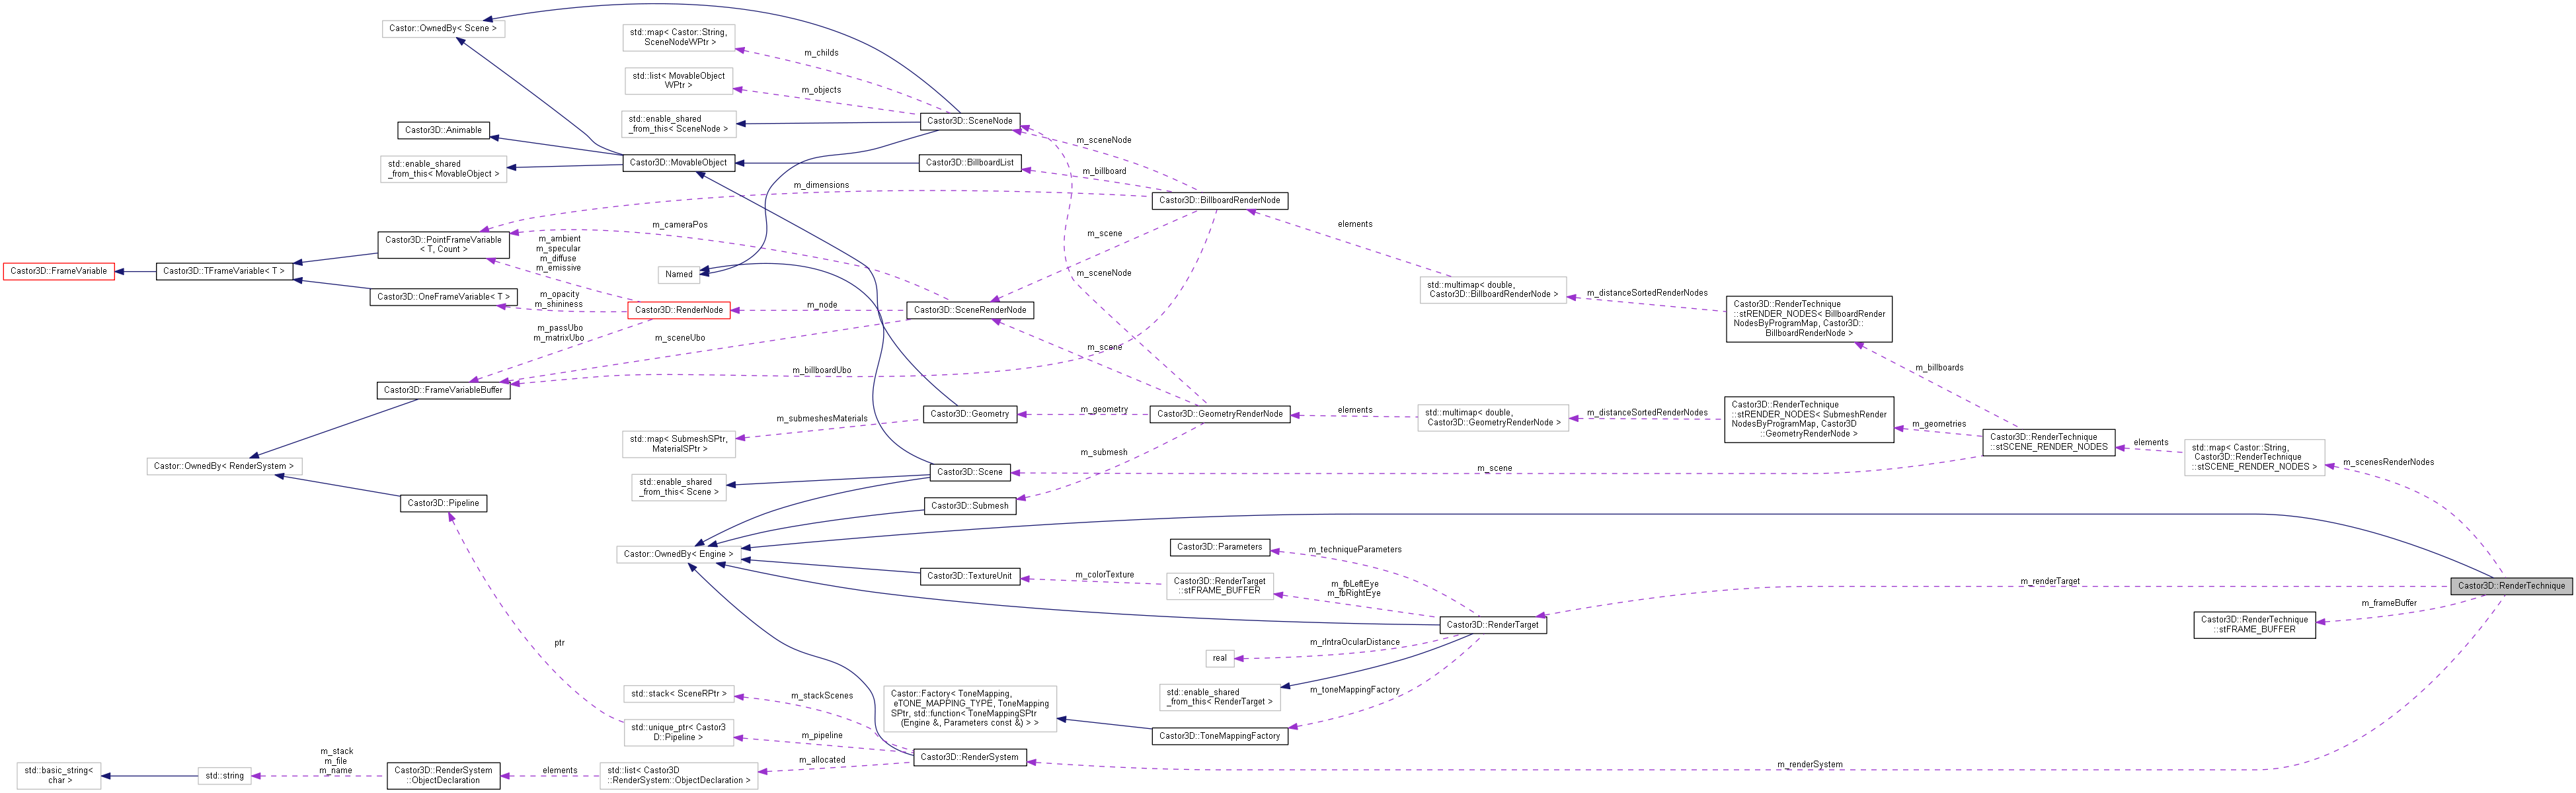 Castor::OwnedBy< Scene >
std::map< Castor::String,
SceneNodeWPtr >
m_childs
std::list< MovableObject
WPtr >
m_objects
std::enable_shared
_from_this< SceneNode >
Castor3D::SceneNode
Castor3D::Animable
std::enable_shared
_from_this< MovableObject >
Castor3D::MovableObject
Castor3D::BillboardList
m_sceneNode
m_billboard
m_dimensions
Castor3D::BillboardRenderNode
m_cameraPos
m_scene
elements
Castor3D::PointFrameVariable
< T, Count >
m_ambient
m_specular
m_diffuse
m_emissive
Castor3D::FrameVariable
Castor3D::TFrameVariable< T >
Named
m_sceneNode
std::multimap< double,
Castor3D::BillboardRenderNode >
m_distanceSortedRenderNodes
Castor3D::OneFrameVariable< T >
m_opacity
m_shininess
Castor3D::RenderNode
m_node
Castor3D::SceneRenderNode
Castor3D::RenderTechnique
::stRENDER_NODES< BillboardRender
NodesByProgramMap, Castor3D::
BillboardRenderNode >
m_passUbo
m_matrixUbo
m_sceneUbo
m_scene
m_billboardUbo
m_billboards
Castor3D::FrameVariableBuffer
m_submeshesMaterials
Castor3D::Geometry
m_geometry
Castor3D::GeometryRenderNode
elements
std::multimap< double,
Castor3D::GeometryRenderNode >
m_distanceSortedRenderNodes
Castor3D::RenderTechnique
::stRENDER_NODES< SubmeshRender
NodesByProgramMap, Castor3D
::GeometryRenderNode >
m_geometries
Castor3D::RenderTechnique
::stSCENE_RENDER_NODES
elements
std::map< Castor::String,
Castor3D::RenderTechnique
::stSCENE_RENDER_NODES >
m_scenesRenderNodes
std::map< SubmeshSPtr,
MaterialSPtr >
m_submesh
Castor::OwnedBy< RenderSystem >
Castor3D::Scene
m_scene
std::enable_shared
_from_this< Scene >
Castor3D::Pipeline
Castor3D::Submesh
Castor::OwnedBy< Engine >
Castor3D::Parameters
m_techniqueParameters
Castor3D::TextureUnit
m_colorTexture
Castor3D::RenderTarget
::stFRAME_BUFFER
m_fbLeftEye
m_fbRightEye
m_renderTarget
Castor3D::RenderTechnique
m_frameBuffer
Castor3D::RenderTechnique
::stFRAME_BUFFER
Castor3D::RenderTarget
m_rIntraOcularDistance
real
ptr
std::enable_shared
_from_this< RenderTarget >
m_toneMappingFactory
std::stack< SceneRPtr >
m_stackScenes
Castor::Factory< ToneMapping,
eTONE_MAPPING_TYPE, ToneMapping
SPtr, std::function< ToneMappingSPtr
(Engine &, Parameters const &) > >
Castor3D::ToneMappingFactory
std::unique_ptr< Castor3
D::Pipeline >
m_pipeline
Castor3D::RenderSystem
m_renderSystem
m_allocated
std::list< Castor3D
::RenderSystem::ObjectDeclaration >
elements
Castor3D::RenderSystem
::ObjectDeclaration
m_stack
m_file
m_name
std::string
std::basic_string<
char >